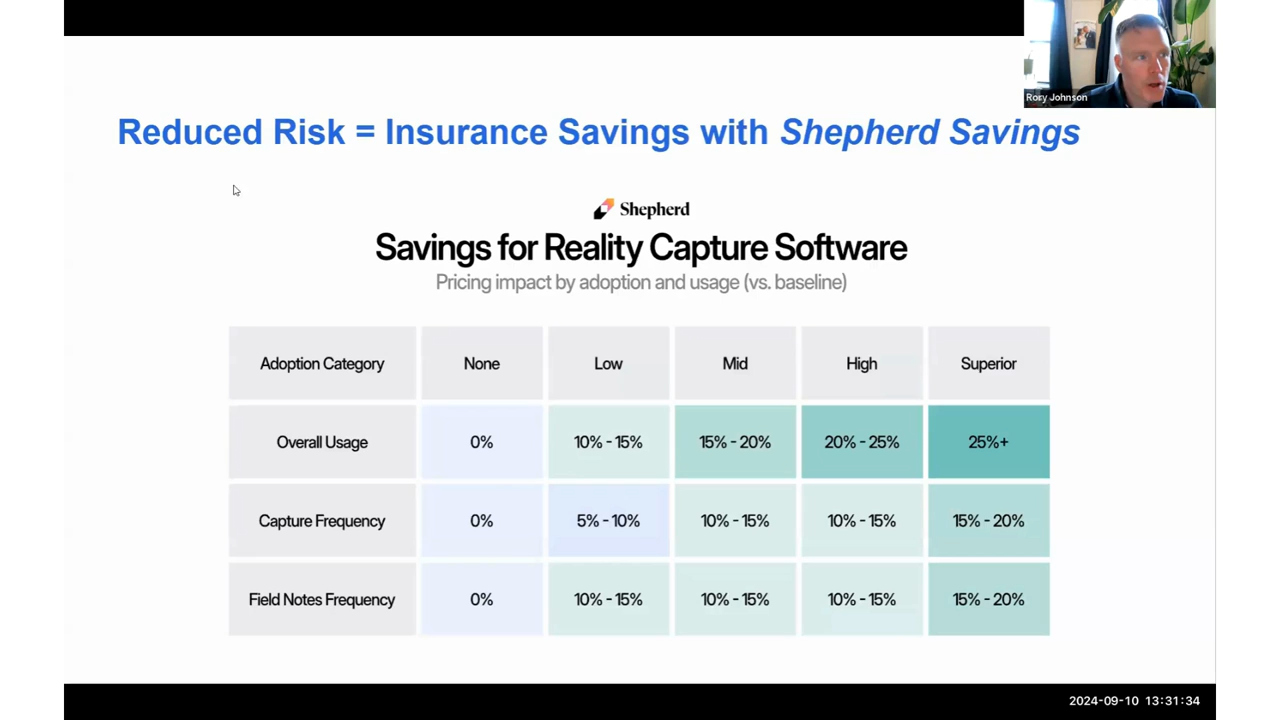 Rory Johnson
Reduced Risk = Insurance Savings with Shepherd Savings
Shepherd
Savings for Reality Capture Software
Pricing impact by adoption and usage (vs. baseline)
Adoption Category None Low Mid High Superior
Overall Usage 0% 10% - 15% 15% - 20% 20% - 25% 25%+
Capture Frequency 0% 5% - 10% 10% - 15% 10% - 15% 15% - 20%
Field Notes Frequency 0% 10% - 15% 10% - 15% 10% - 15% 15% - 20%
2024-09-10 13:31:34